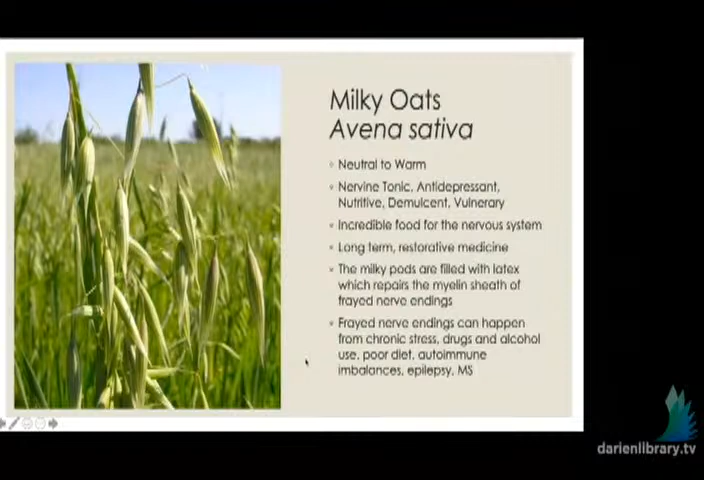 Milky Oats
Avena sativa
Neutral to Warm
Nervine Tonic, Antidepressant,
Nutritive, Demulcent, Vulnerary
Incredible food for the nervous system
Long term, restorative medicine
The milky pods are filled with latex
which repairs the myelin sheath of
frayed nerve endings
Frayed nerve endings can happen
from chronic stress, drugs and alcohol
use, poor diet, autoimmune
imbalances, epilepsy, MS
darienlibrary.tv